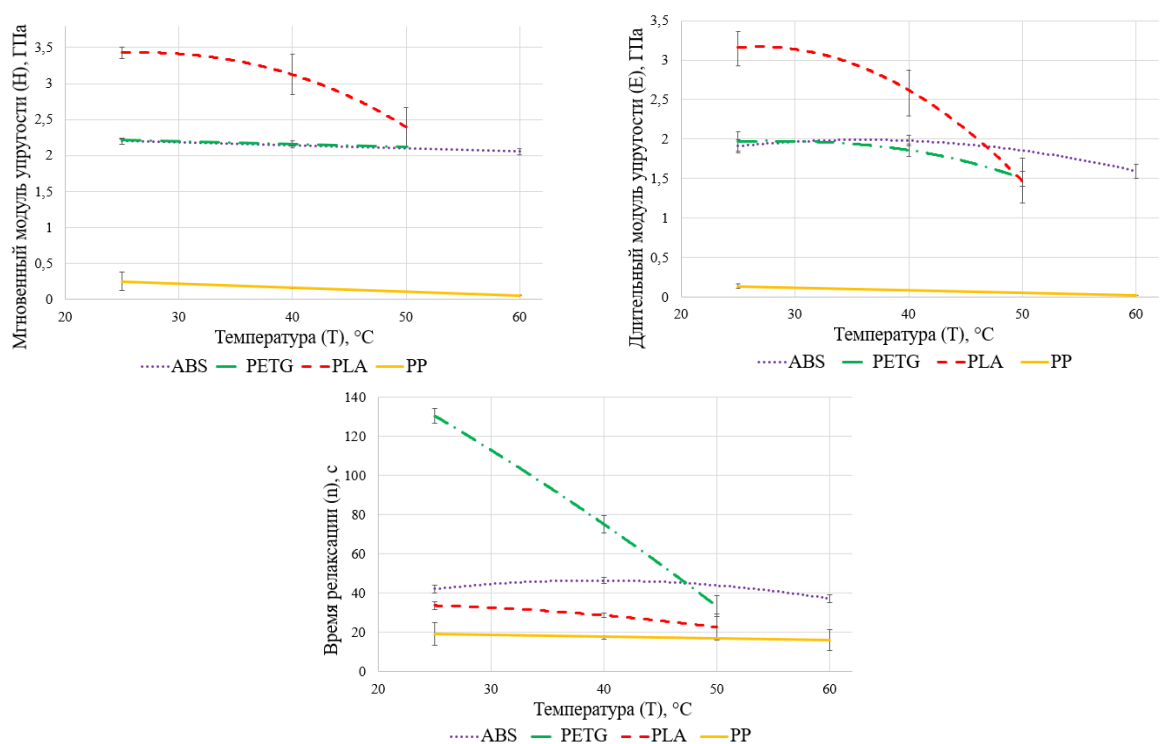 Мгновенный модуль упругости (H), ГПа
3,5
3
2,5
2
1,5
1
0,5
0
20 30 40 50 60
Температура (T), °C
ABS PETG PLA PP
Длительный модуль упругости (E), ГПа
3,5
3
2,5
2
1,5
1
0,5
0
20 30 40 50 60
Температура (T), °C
ABS PETG PLA PP
Время релаксации (n), с
140
120
100
80
60
40
20
0
20 30 40 50 60
Температура (T), °C
ABS PETG PLA PP